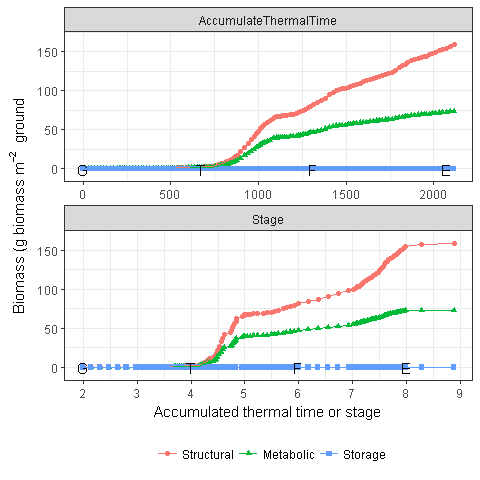 AccumulateThermalTime
150
100
50
0
G T F E
0 500 1000 1500 2000
Stage
150
100
50
0
G T F E
2 3 4 5 6 7 8 9
Biomass (g biomass m⁻² ground
Accumulated thermal time or stage
Structural Metabolic Storage